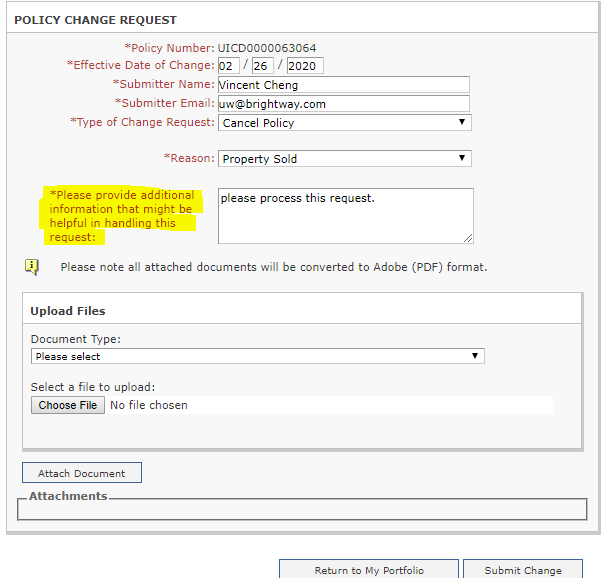 POLICY CHANGE REQUEST
*Policy Number: UICD0000063064
*Effective Date of Change: 02 / 26 / 2020
*Submitter Name: Vincent Cheng
*Submitter Email: uw@brightway.com
*Type of Change Request: Cancel Policy
*Reason: Property Sold
*Please provide additional
information that might be
helpful in handling this
request:
please process this request.
Please note all attached documents will be converted to Adobe (PDF) format.
Upload Files
Document Type:
Please select
Select a file to upload:
Choose File No file chosen
Attach Document
Attachments
Return to My Portfolio Submit Change